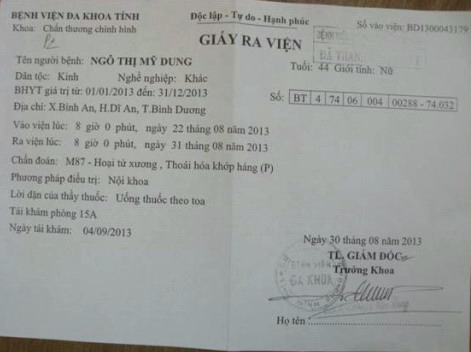 BỆNH VIỆN ĐA KHOA TỈNH
Khoa: Chấn thương chỉnh hình
Độc lập - Tự do - Hạnh phúc
Số vào viện: BD1300043179
GIẤY RA VIỆN
ĐÃ THAN
Tên người bệnh: NGÔ THỊ MỸ DUNG
Tuổi: 44 Giới tính: Nữ
Dân tộc: Kinh Nghề nghiệp: Khác
BHYT giá trị từ: 01/01/2013 đến: 31/12/2013
Số: BT 4 74 06 004 00288 - 74.032
Địa chỉ: X.Bình An, H.Dĩ An, T.Bình Dương
Vào viện lúc: 8 giờ 0 phút, ngày 22 tháng 08 năm 2013
Ra viện lúc: 8 giờ 0 phút, ngày 31 tháng 08 năm 2013
Chẩn đoán: M87 - Hoại tử xương , Thoái hóa khớp háng (P)
Phương pháp điều trị: Nội khoa
Lời dặn của thầy thuốc: Uống thuốc theo toa
Tái khám phòng 15A
Ngày tái khám: 04/09/2013
Ngày 30 tháng 08 năm 2013
TL. GIÁM ĐỐC
Trưởng Khoa
BỆNH VIỆN
ĐA KHOA
Họ tên